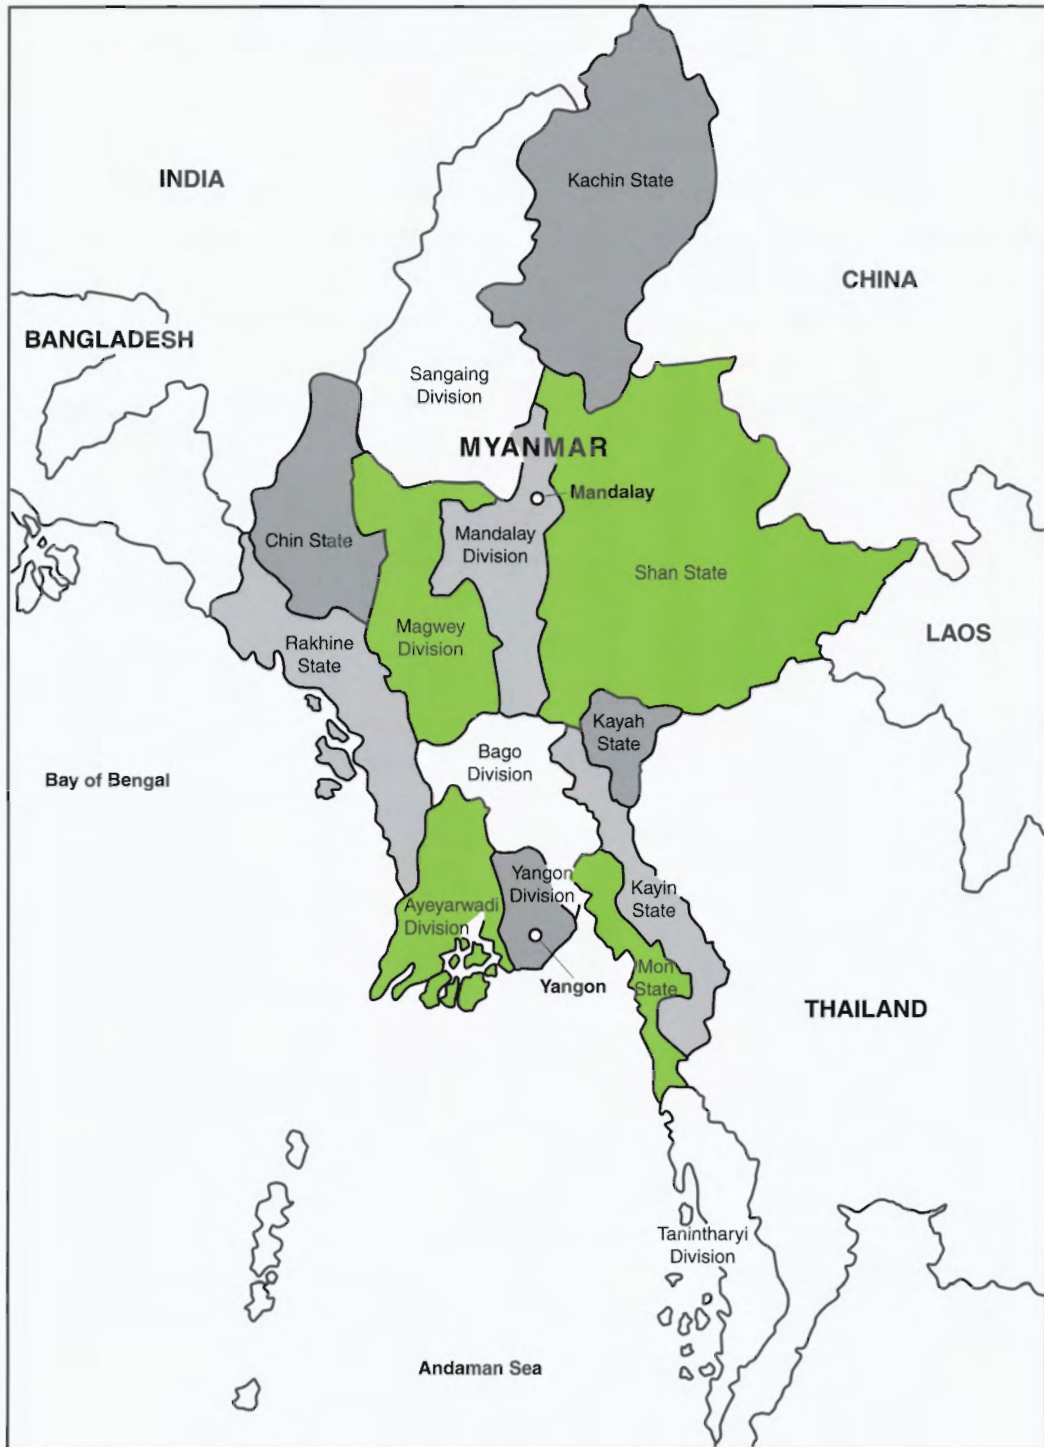 INDIA
Kachin State
CHINA
BANGLADESH
Sangaing
Division
MYANMAR
Mandalay
Chin State
Mandalay
Division
Shan State
Magwey
Division
LAOS
Rakhine
State
Kayah
State
Bago
Division
Bay of Bengal
Yangon
Division
Kayin
State
Ayeyarwadi
Division
Mon
State
Yangon
THAILAND
Tanintharyi
Division
Andaman Sea